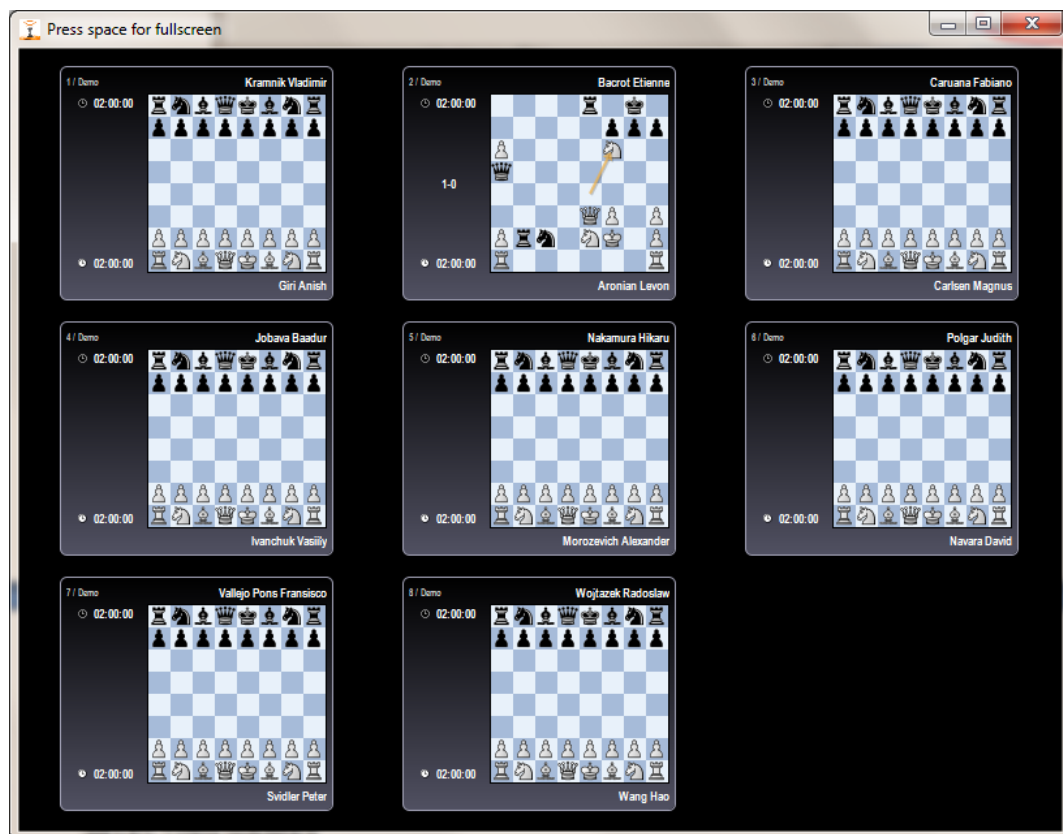 Press space for fullscreen
1 / Demo
Kramnik Vladimir
02:00:00
02:00:00
Giri Anish
2 / Demo
Bacrot Etienne
02:00:00
1-0
02:00:00
Aronian Levon
3 / Demo
Caruana Fabiano
02:00:00
02:00:00
Carlsen Magnus
4 / Demo
Jobava Baadur
02:00:00
02:00:00
Ivanchuk Vasiily
5 / Demo
Nakamura Hikaru
02:00:00
02:00:00
Morozevich Alexander
6 / Demo
Polgar Judith
02:00:00
02:00:00
Navara David
7 / Demo
Vallejo Pons Fransisco
02:00:00
02:00:00
Svidler Peter
8 / Demo
Wojtazek Radoslaw
02:00:00
02:00:00
Wang Hao